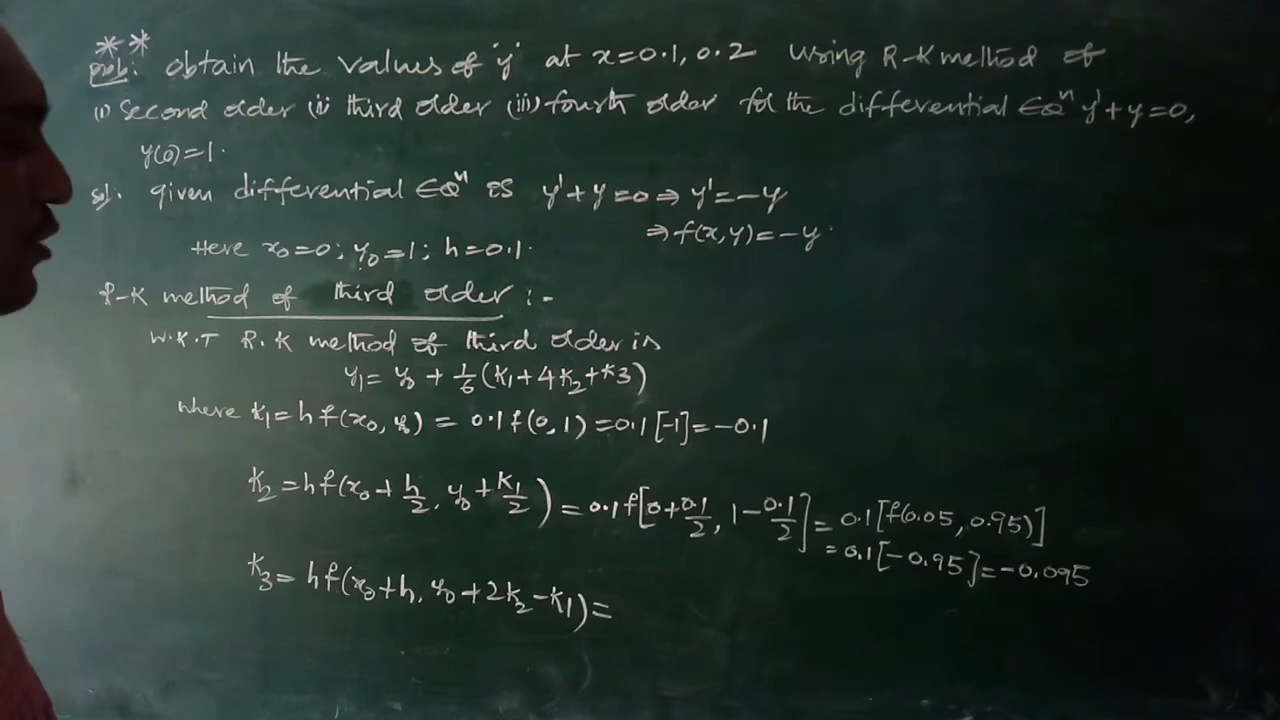 **
prob: obtain the values of 'y' at x=0.1, 0.2 using R-K method of
(i) Second order (ii) third order (iii) fourth order for the differential Eqⁿ y'+y=0,
y(0)=1.
sol. given differential Eqⁿ is y'+y=0 ⇒ y'=-y
⇒ f(x,y)=-y.
Here x₀=0; y₀=1; h=0.1.
R-K method of third order :-
W.K.T R.K method of third order is
y₁= y₀ + 1/6 (k₁+4k₂+k3)
where k₁=hf(x₀, y₀) = 0.1f(0,1)=0.1[-1]=-0.1
k₂=hf(x₀+h/2, y₀+k₁/2)=0.1f[0+0.1/2, 1-0.1/2]=0.1[f(0.05,0.95)]
=0.1[-0.95]=-0.095
k₃= hf(x₀+h, y₀+2k₂-k₁)=